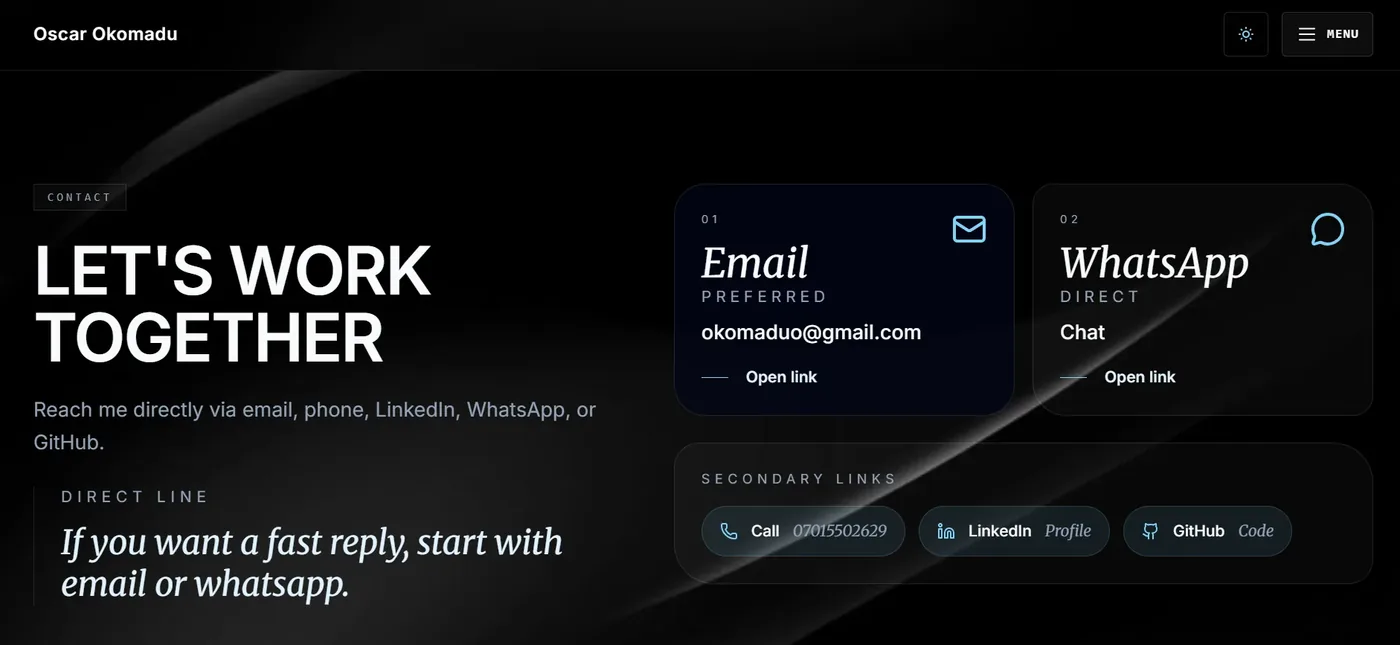 Oscar Okomadu
MENU
CONTACT
LET'S WORK
TOGETHER
Reach me directly via email, phone, LinkedIn, WhatsApp, or
GitHub.
DIRECT LINE
If you want a fast reply, start with
email or whatsapp.
01
Email
PREFERRED
okomaduo@gmail.com
Open link
02
WhatsApp
DIRECT
Chat
Open link
SECONDARY LINKS
Call 07015502629
LinkedIn Profile
GitHub Code